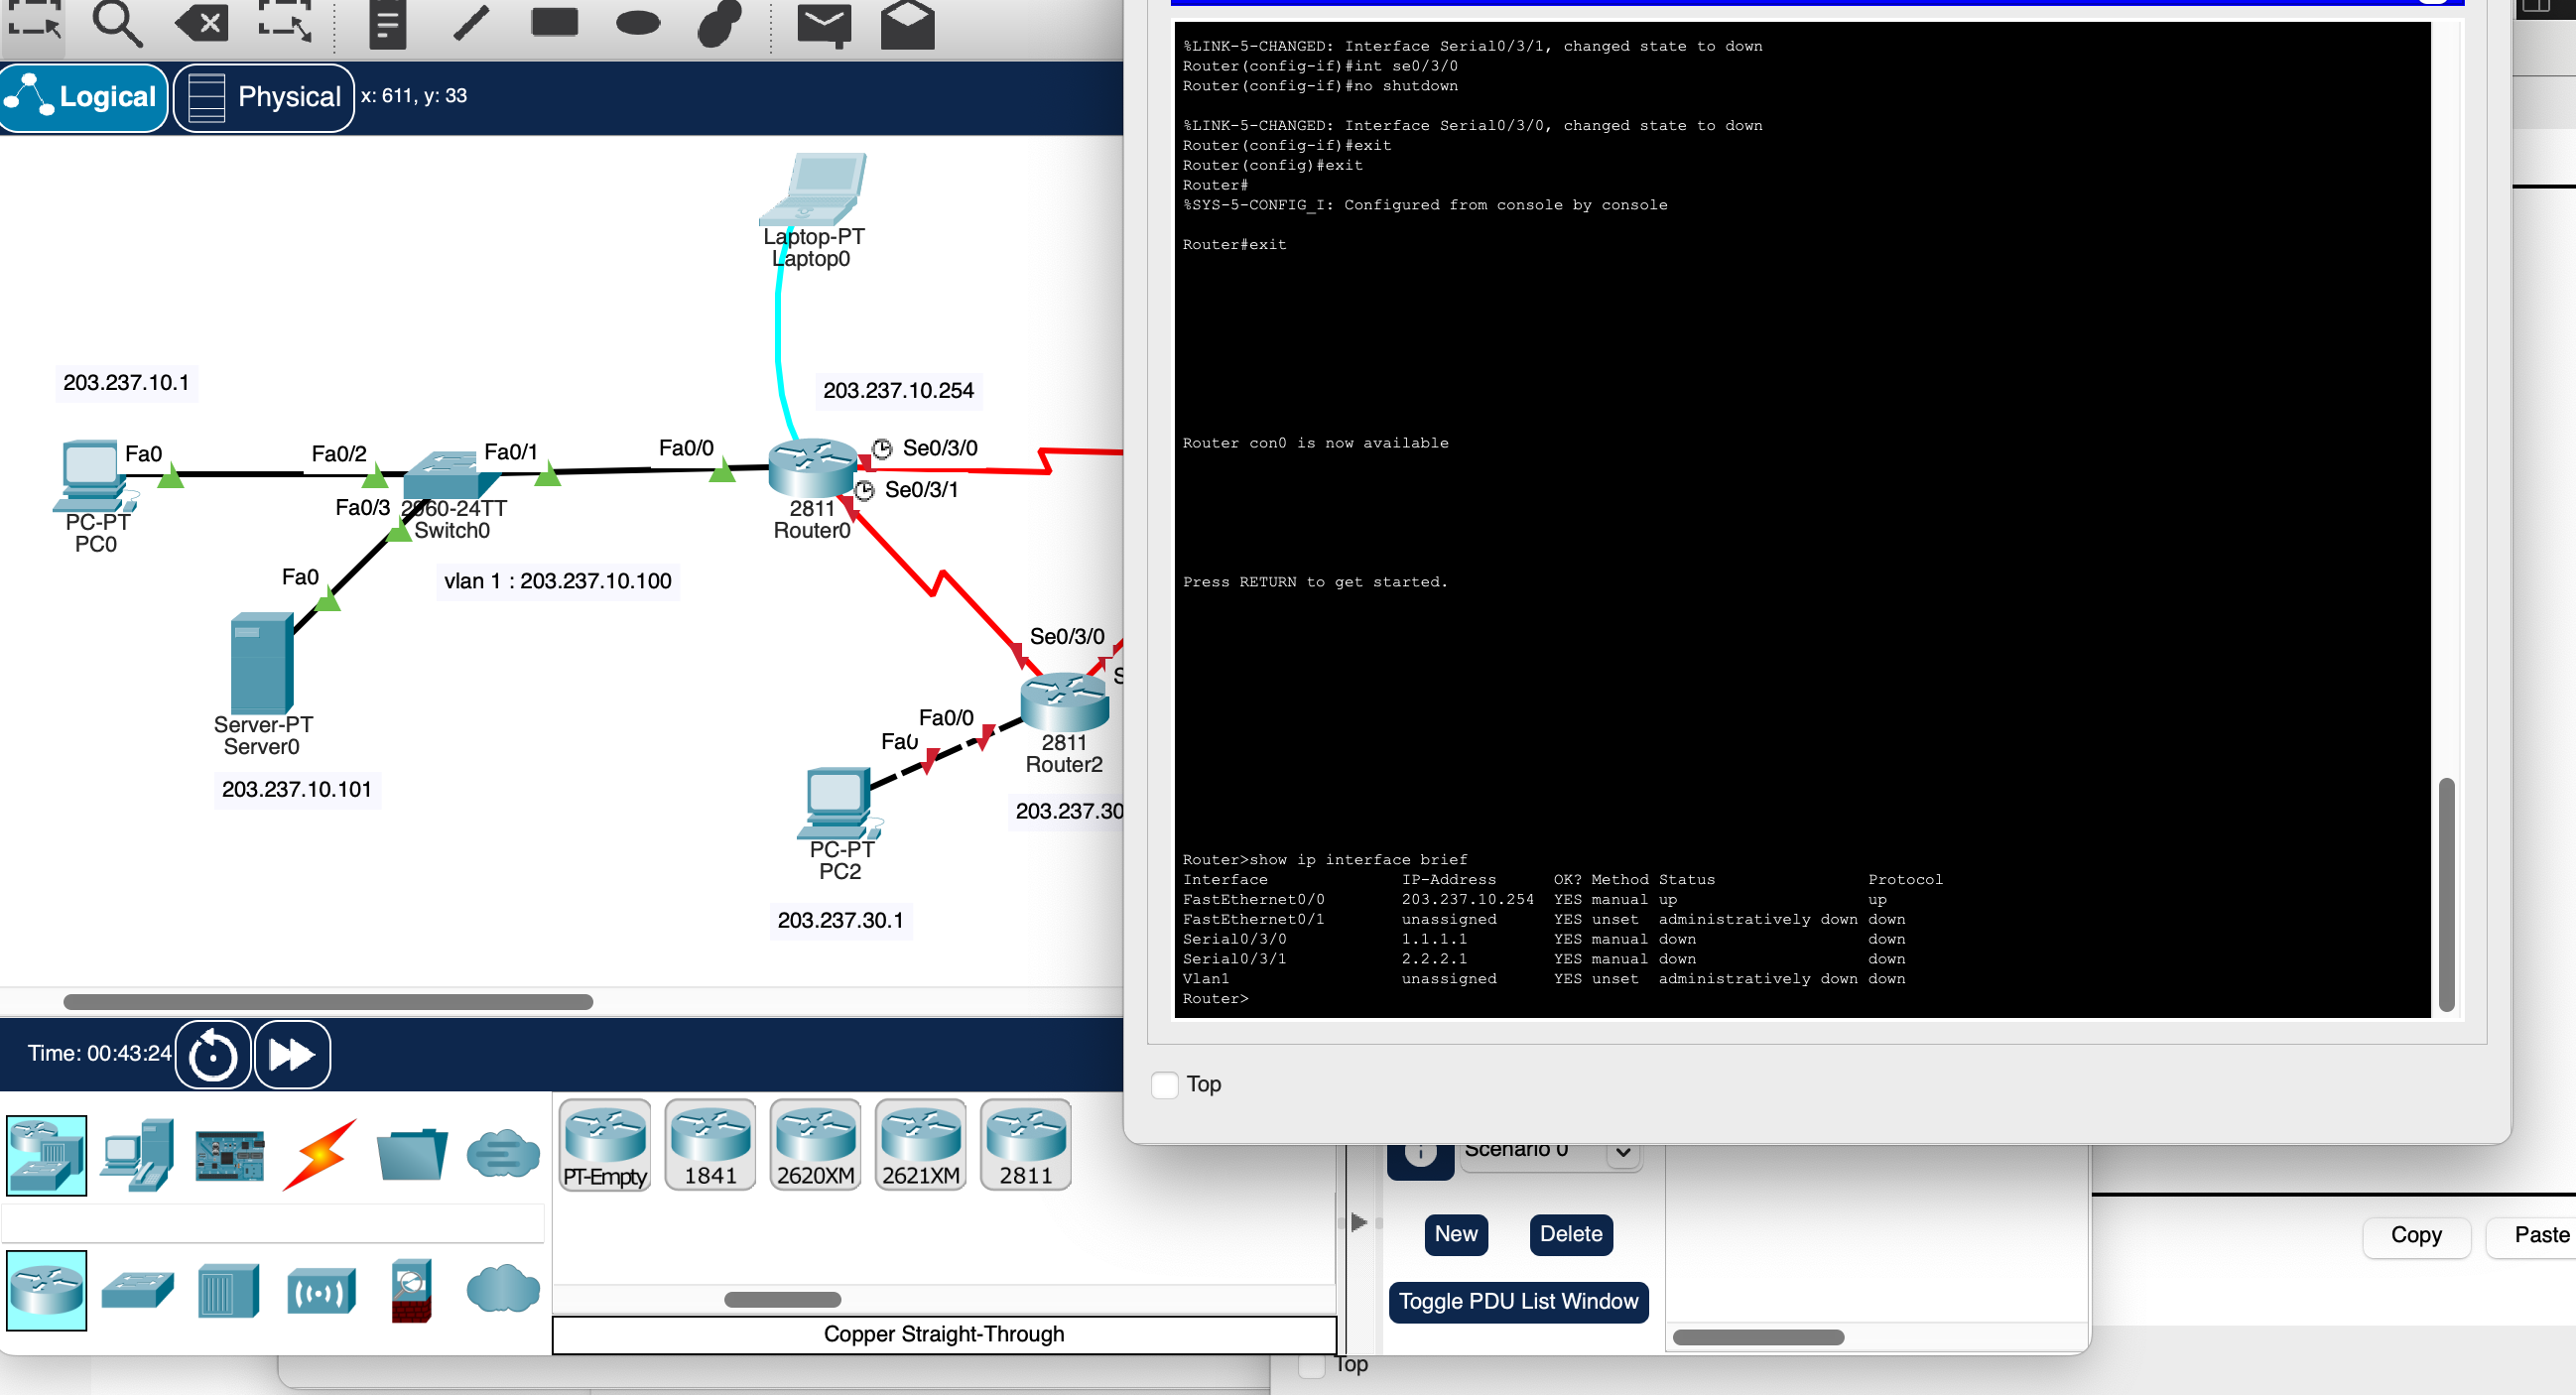 Logical
Physical
x: 611, y: 33
Laptop-PT
Laptop0
203.237.10.1
203.237.10.254
Fa0
Fa0/2
Fa0/1
Fa0/0
Se0/3/0
Se0/3/1
Fa0/3
2960-24TT
Switch0
2811
Router0
PC-PT
PC0
Fa0
vlan 1 : 203.237.10.100
Se0/3/0
S
Server-PT
Server0
Fa0/0
Fa0
2811
Router2
203.237.10.101
203.237.30
PC-PT
PC2
203.237.30.1
Time: 00:43:24
PT-Empty
1841
2620XM
2621XM
2811
Copper Straight-Through
%LINK-5-CHANGED: Interface Serial0/3/1, changed state to down
Router(config-if)#int se0/3/0
Router(config-if)#no shutdown
%LINK-5-CHANGED: Interface Serial0/3/0, changed state to down
Router(config-if)#exit
Router(config)#exit
Router#
%SYS-5-CONFIG_I: Configured from console by console
Router#exit
Router con0 is now available
Press RETURN to get started.
Router>show ip interface brief
Interface IP-Address OK? Method Status Protocol
FastEthernet0/0 203.237.10.254 YES manual up up
FastEthernet0/1 unassigned YES unset administratively down down
Serial0/3/0 1.1.1.1 YES manual down down
Serial0/3/1 2.2.2.1 YES manual down down
Vlan1 unassigned YES unset administratively down down
Router>
Top
Scenario 0
New
Delete
Toggle PDU List Window
Copy
Paste
Top